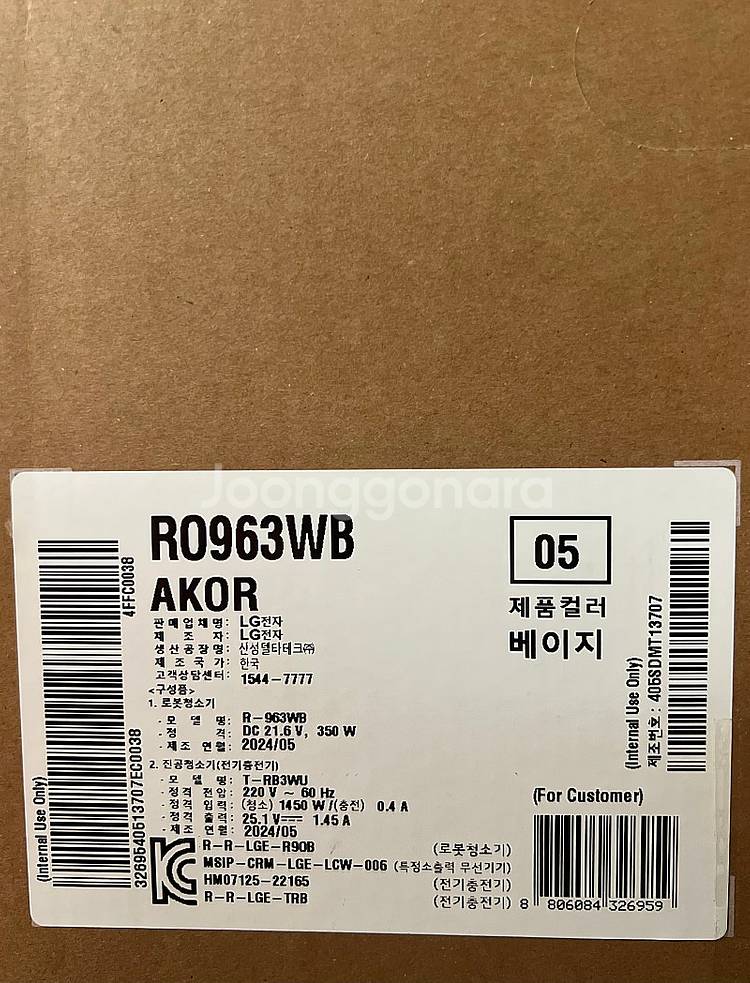 Joonggonara
RO963WB
AKOR
05
제품컬러
베이지
판매업체명: LG전자
제 조 자: LG전자
생산공장명: 산성델타테크㈜
제조국가: 한국
고객상담센터: 1544-7777
<구성품>
1. 로봇청소기
- 모 델 명: R-963WB
- 정 격: DC 21.6 V, 350 W
- 제조 연월: 2024/05
2. 진공청소기(전기충전기)
- 모 델 명: T-RB3WU
- 정격 전압: 220 V ~ 60 Hz
- 정격 입력: (청소) 1450 W/(충전) 0.4 A
- 정격 출력: 25.1 V⎓ 1.45 A
- 제조 연월: 2024/05
R-R-LGE-R90B (로봇청소기)
MSIP-CRM-LGE-LCW-006 (특정소출력 무선기기)
HM07125-22165 (전기충전기)
R-R-LGE-TRB (전기충전기)
(Internal Use Only)
4FFC0038
3269540513707EC0038
(Internal Use Only)
제조번호: 405SDMT13707
(For Customer)
8 806084 326959